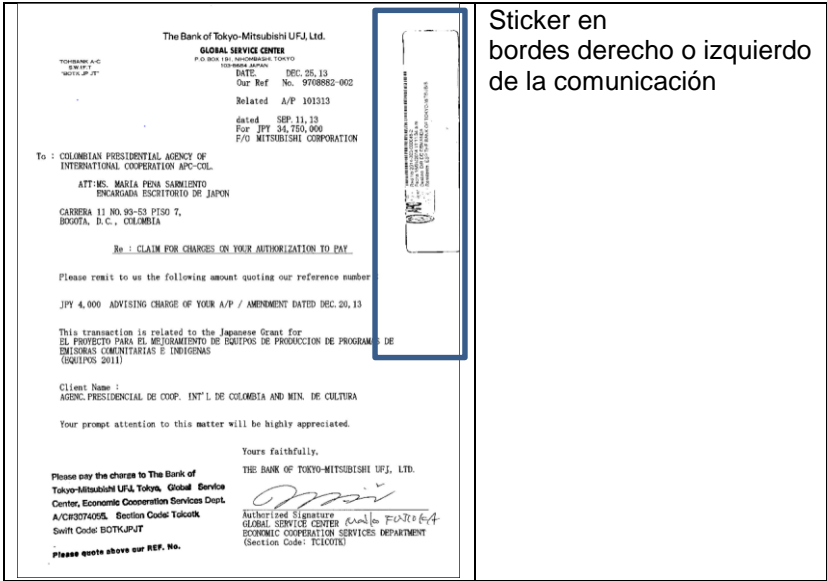 The Bank of Tokyo-Mitsubishi UFJ, Ltd.
GLOBAL SERVICE CENTER
P.O. BOX 191, NIHOMBASHI, TOKYO
103-8684 JAPAN
TOHBANK A-C
S.W.I.F.T
"BOTK JP JT"
DATE. DEC. 25, 13
Our Ref No. 9708882-002
Related A/P 101313
dated SEP. 11, 13
For JPY 34,750,000
F/O MITSUBISHI CORPORATION
To : COLOMBIAN PRESIDENTIAL AGENCY OF
INTERNATIONAL COOPERATION APC-COL.
ATT:MS. MARIA PENA SARMIENTO
ENCARGADA ESCRITORIO DE JAPON
CARRERA 11 NO. 93-53 PISO 7,
BOGOTA, D.C., COLOMBIA
Re : CLAIM FOR CHARGES ON YOUR AUTHORIZATION TO PAY
Please remit to us the following amount quoting our reference number :
JPY 4,000 ADVISING CHARGE OF YOUR A/P / AMENDMENT DATED DEC. 20, 13
This transaction is related to the Japanese Grant for
EL PROYECTO PARA EL MEJORAMIENTO DE EQUIPOS DE PRODUCCION DE PROGRAMAS DE
EMISORAS COMUNITARIAS E INDIGENAS
(EQUIPOS 2011)
Client Name :
AGENC. PRESIDENCIAL DE COOP. INT'L DE COLOMBIA AND MIN. DE CULTURA
Your prompt attention to this matter will be highly appreciated.
Yours faithfully,
THE BANK OF TOKYO-MITSUBISHI UFJ, LTD.
Authorized Signature
GLOBAL SERVICE CENTER
ECONOMIC COOPERATION SERVICES DEPARTMENT
(Section Code: TCICOTK)
Please pay the charge to The Bank of
Tokyo-Mitsubishi UFJ, Tokyo, Global Service
Center, Economic Cooperation Services Dept.
A/C#3074055, Section Code: Tcicotk
Swift Code: BOTKJPJT
Please quote above our REF. No.
Sticker en
bordes derecho o izquierdo
de la comunicación